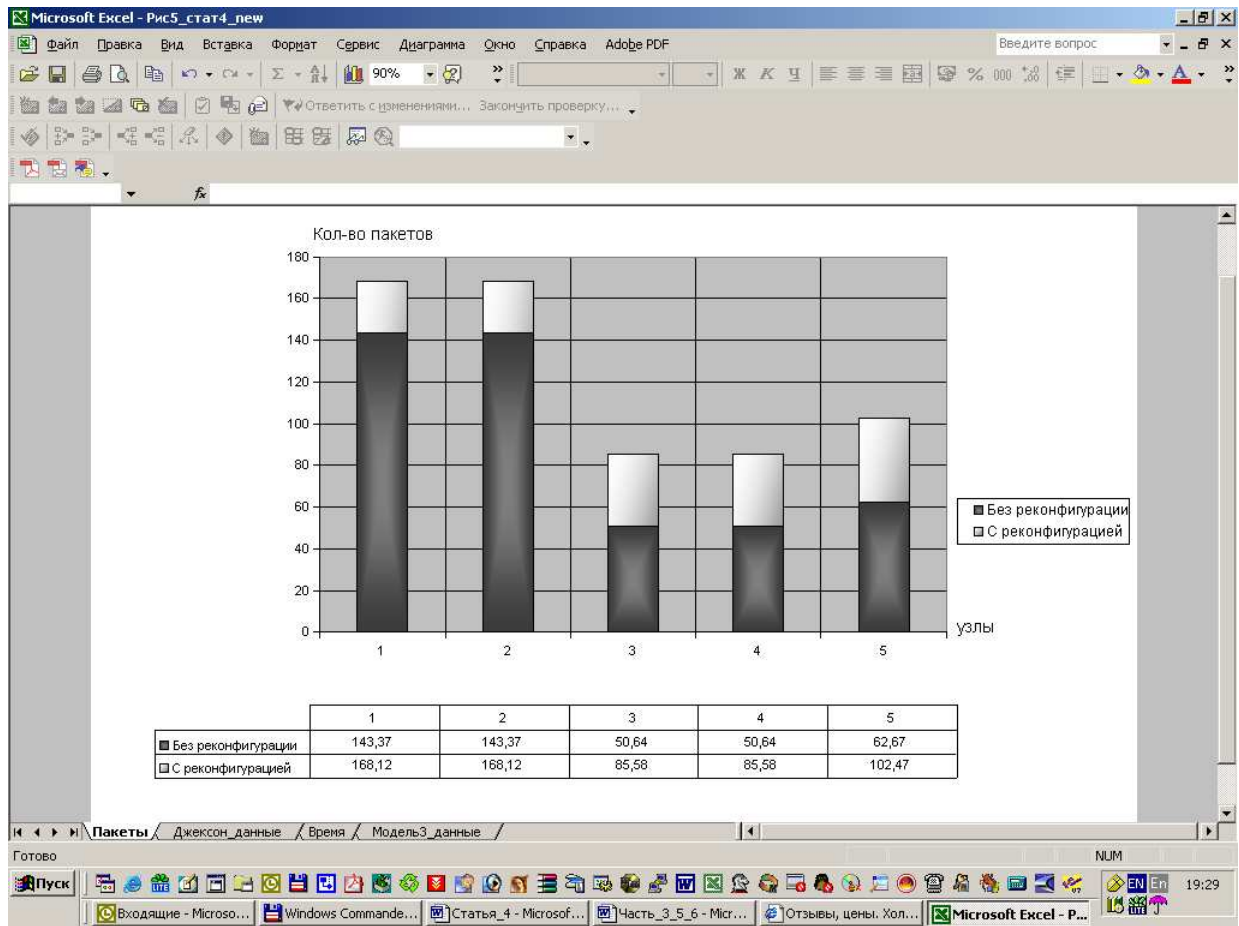 Microsoft Excel - Рис5_стат4_new
Файл Правка Вид Вставка Формат Сервис Диаграмма Окно Справка Adobe PDF Введите вопрос
90% Ж К Ч % 000
Ответить с изменениями... Закончить проверку...
fx
Кол-во пакетов
180
160
140
120
100
80
60
40
20
0
1 2 3 4 5
узлы
Без реконфигурации
С реконфигурацией
1 2 3 4 5
Без реконфигурации 143,37 143,37 50,64 50,64 62,67
С реконфигурацией 168,12 168,12 85,58 85,58 102,47
Пакеты Джексон_данные Время Модель3_данные
Готово NUM
Пуск EN En 19:29
Входящие - Microso... Windows Commande... Статья_4 - Microsof... Часть_3_5_6 - Micr... Отзывы, цены. Хол... Microsoft Excel - Р...